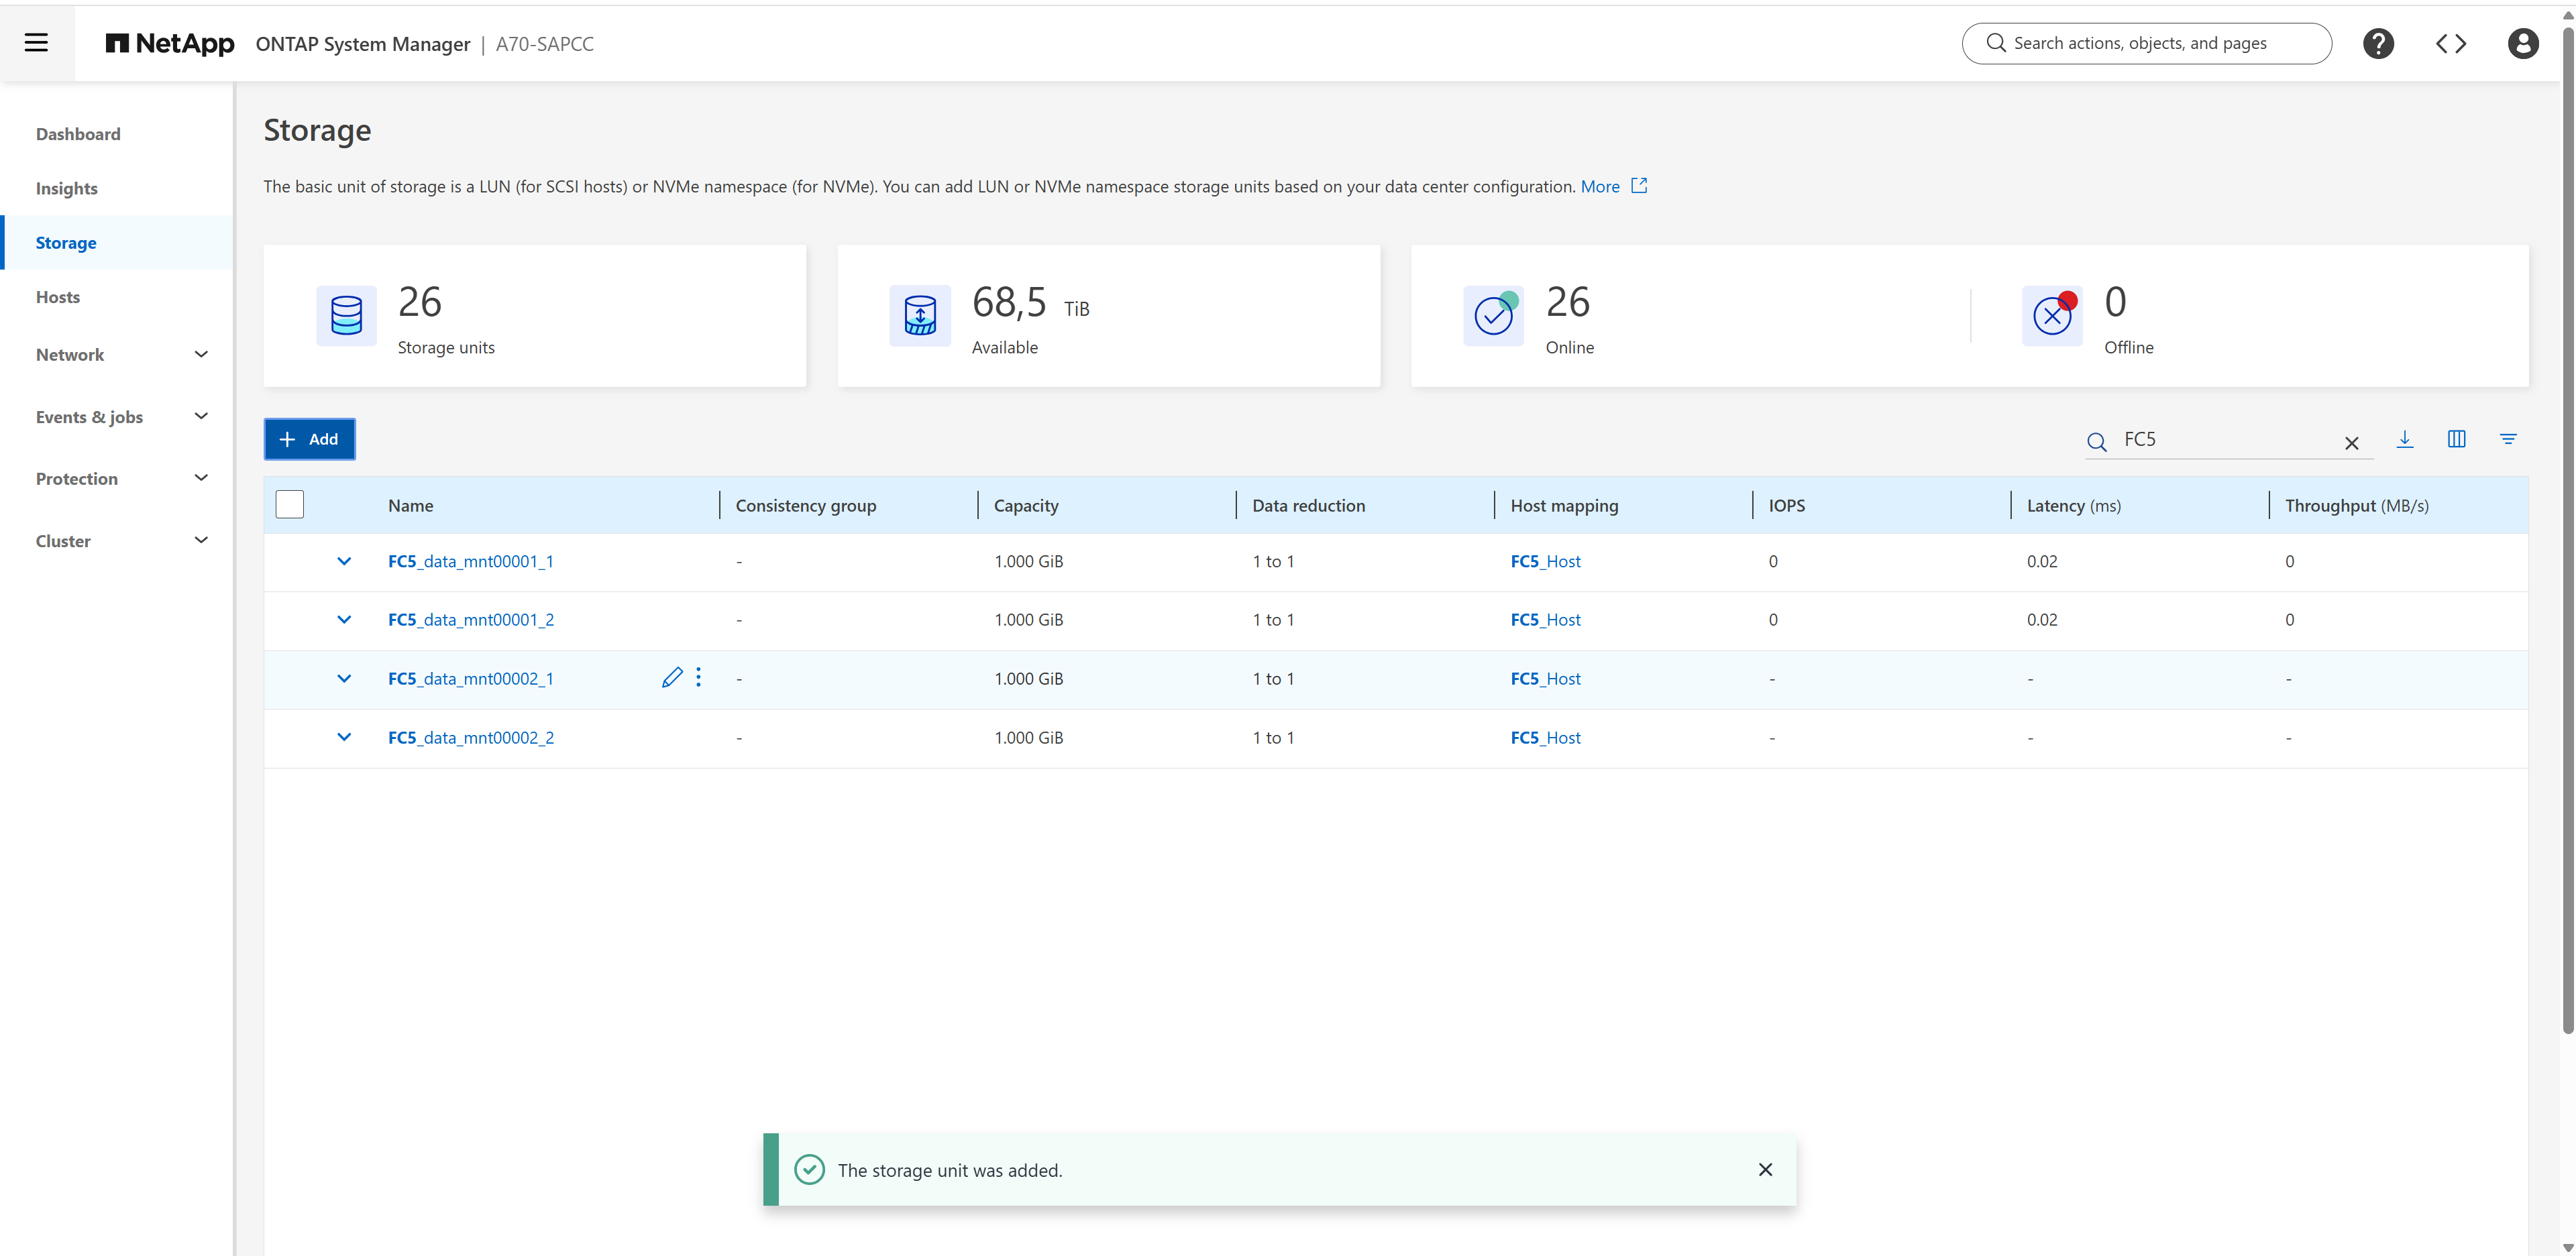 NetApp ONTAP System Manager | A70-SAPCC
Search actions, objects, and pages
Dashboard
Insights
Storage
Hosts
Network
Events & jobs
Protection
Cluster
Storage
The basic unit of storage is a LUN (for SCSI hosts) or NVMe namespace (for NVMe). You can add LUN or NVMe namespace storage units based on your data center configuration. More
26
Storage units
68,5 TiB
Available
26
Online
0
Offline
+ Add
FC5
Name Consistency group Capacity Data reduction Host mapping IOPS Latency (ms) Throughput (MB/s)
FC5_data_mnt00001_1 - 1.000 GiB 1 to 1 FC5_Host 0 0.02 0
FC5_data_mnt00001_2 - 1.000 GiB 1 to 1 FC5_Host 0 0.02 0
FC5_data_mnt00002_1 - 1.000 GiB 1 to 1 FC5_Host - - -
FC5_data_mnt00002_2 - 1.000 GiB 1 to 1 FC5_Host - - -
The storage unit was added.